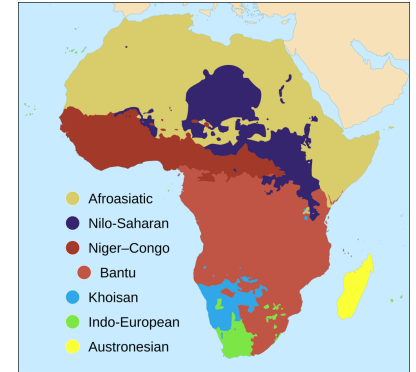 Afroasiatic
Nilo-Saharan
Niger–Congo
Bantu
Khoisan
Indo-European
Austronesian